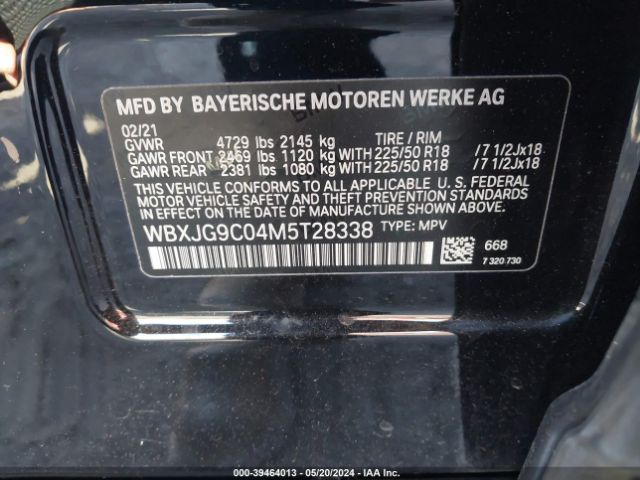 MFD BY BAYERISCHE MOTOREN WERKE AG
02/21
GVWR 4729 lbs 2145 kg TIRE / RIM
GAWR FRONT 2469 lbs 1120 kg WITH 225/50 R18 /7 1/2Jx18
GAWR REAR 2381 lbs 1080 kg WITH 225/50 R18 /7 1/2Jx18
THIS VEHICLE CONFORMS TO ALL APPLICABLE U. S. FEDERAL
MOTOR VEHICLE SAFETY AND THEFT PREVENTION STANDARDS
IN EFFECT ON THE DATE OF MANUFACTURE SHOWN ABOVE.
WBXJG9C04M5T28338 TYPE: MPV
668
7 320 730
000-39464013 - 05/20/2024 - IAA Inc.